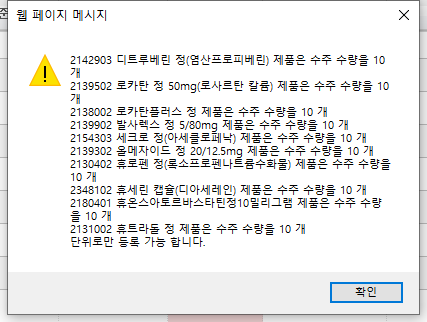 웹 페이지 메시지
2142903 디트루베린 정(염산프로피베린) 제품은 수주 수량을 10
개
2139502 로카탄 정 50mg(로사르탄 칼륨) 제품은 수주 수량을 10 개
2138002 로카탄플러스 정 제품은 수주 수량을 10 개
2139902 발사렉스 정 5/80mg 제품은 수주 수량을 10 개
2154303 세크로 정(아세클로페낙) 제품은 수주 수량을 10 개
2139302 올메자이드 정 20/12.5mg 제품은 수주 수량을 10 개
2130402 휴로펜 정(록소프로펜나트륨수화물) 제품은 수주 수량을
10 개
2348102 휴세린 캡슐(디아세레인) 제품은 수주 수량을 10 개
2180401 휴온스아토르바스타틴정10밀리그램 제품은 수주 수량
을 10 개
2131002 휴트라돌 정 제품은 수주 수량을 10 개
단위로만 등록 가능 합니다.
확인